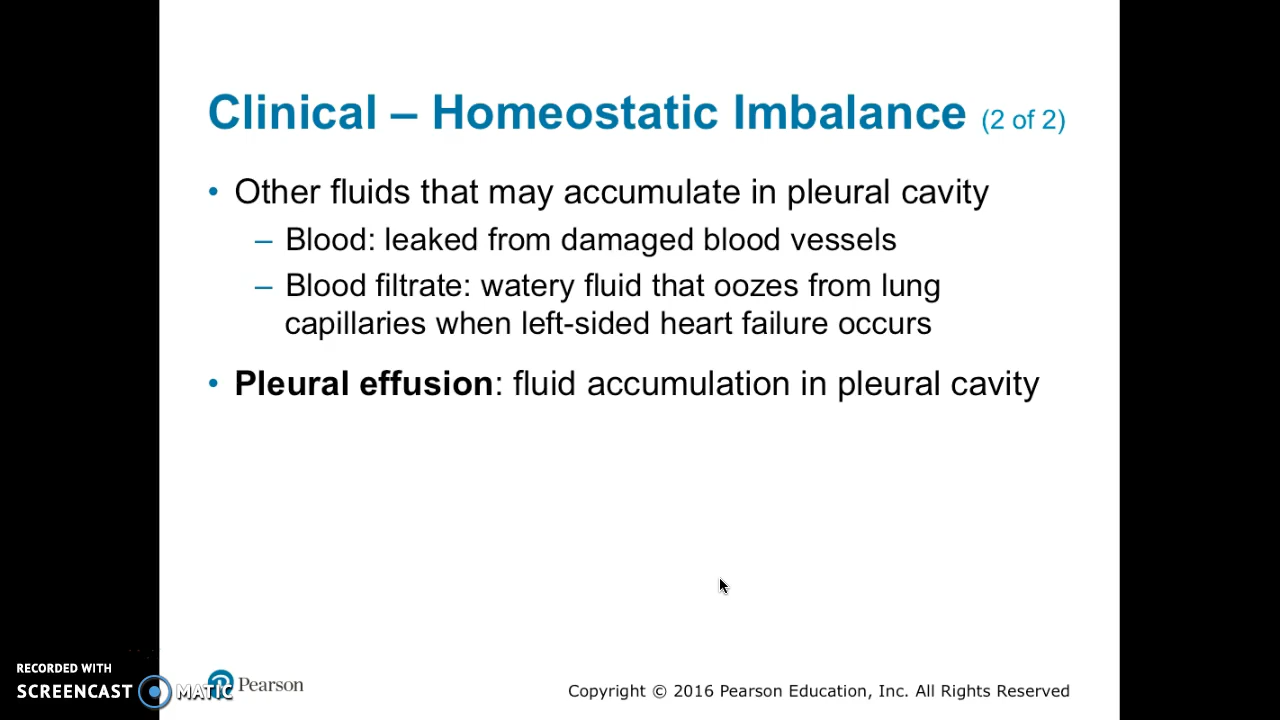 Clinical – Homeostatic Imbalance (2 of 2)
• Other fluids that may accumulate in pleural cavity
– Blood: leaked from damaged blood vessels
– Blood filtrate: watery fluid that oozes from lung
capillaries when left-sided heart failure occurs
• Pleural effusion: fluid accumulation in pleural cavity
RECORDED WITH
SCREENCAST MATIC
Pearson
Copyright © 2016 Pearson Education, Inc. All Rights Reserved